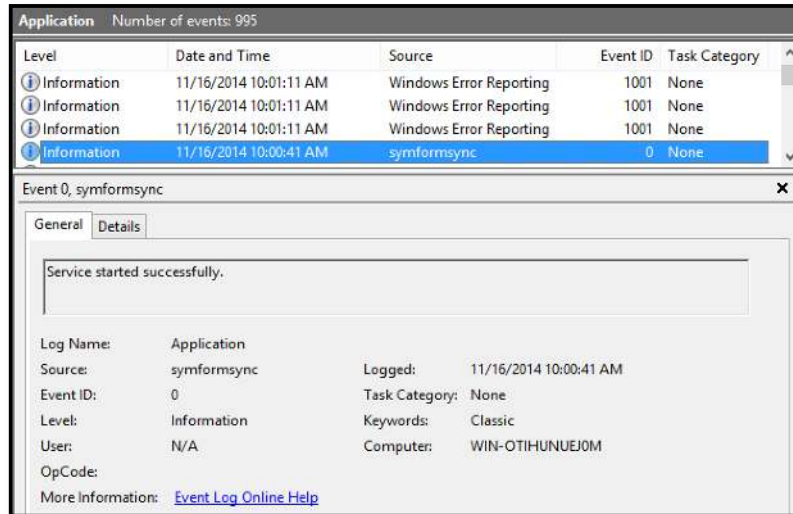 Application Number of events: 995
Level Date and Time Source Event ID Task Category
Information 11/16/2014 10:01:11 AM Windows Error Reporting 1001 None
Information 11/16/2014 10:01:11 AM Windows Error Reporting 1001 None
Information 11/16/2014 10:01:11 AM Windows Error Reporting 1001 None
Information 11/16/2014 10:00:41 AM symformsync 0 None
Event 0, symformsync
General Details
Service started successfully.
Log Name: Application
Source: symformsync Logged: 11/16/2014 10:00:41 AM
Event ID: 0 Task Category: None
Level: Information Keywords: Classic
User: N/A Computer: WIN-OTIHUNUEJ0M
OpCode:
More Information: Event Log Online Help